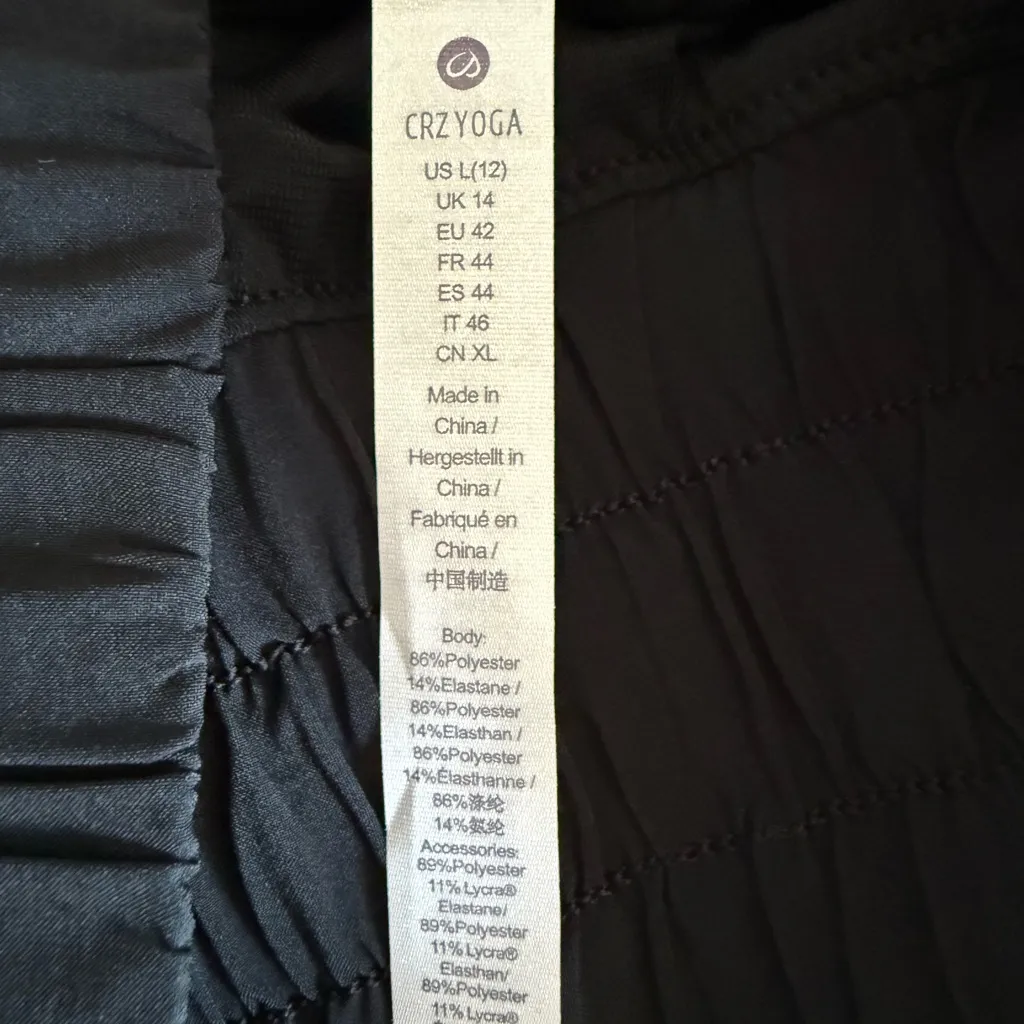 CRZ YOGA
US L(12)
UK 14
EU 42
FR 44
ES 44
IT 46
CN XL
Made in
China /
Hergestellt in
China /
Fabriqué en
China /
中国制造
Body:
86%Polyester
14%Elastane /
86%Polyester
14%Elasthan /
86%Polyester
14%Élasthanne /
86%涤纶
14%氨纶
Accessories:
89%Polyester
11% Lycra®
Elastane/
89%Polyester
11% Lycra®
Elasthan/
89%Polyester
11% Lycra®